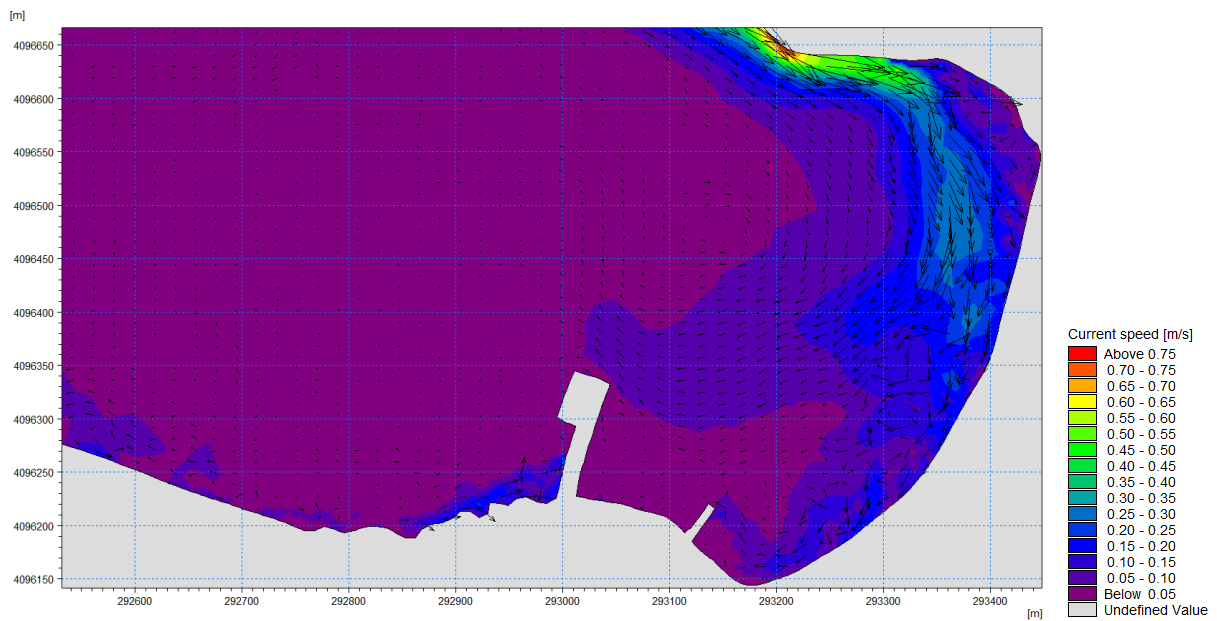 [m]
4096650
4096600
4096550
4096500
4096450
4096400
4096350
4096300
4096250
4096200
4096150
292600 292700 292800 292900 293000 293100 293200 293300 293400
[m]
Current speed [m/s]
Above 0.75
0.70 - 0.75
0.65 - 0.70
0.60 - 0.65
0.55 - 0.60
0.50 - 0.55
0.45 - 0.50
0.40 - 0.45
0.35 - 0.40
0.30 - 0.35
0.25 - 0.30
0.20 - 0.25
0.15 - 0.20
0.10 - 0.15
0.05 - 0.10
Below 0.05
Undefined Value